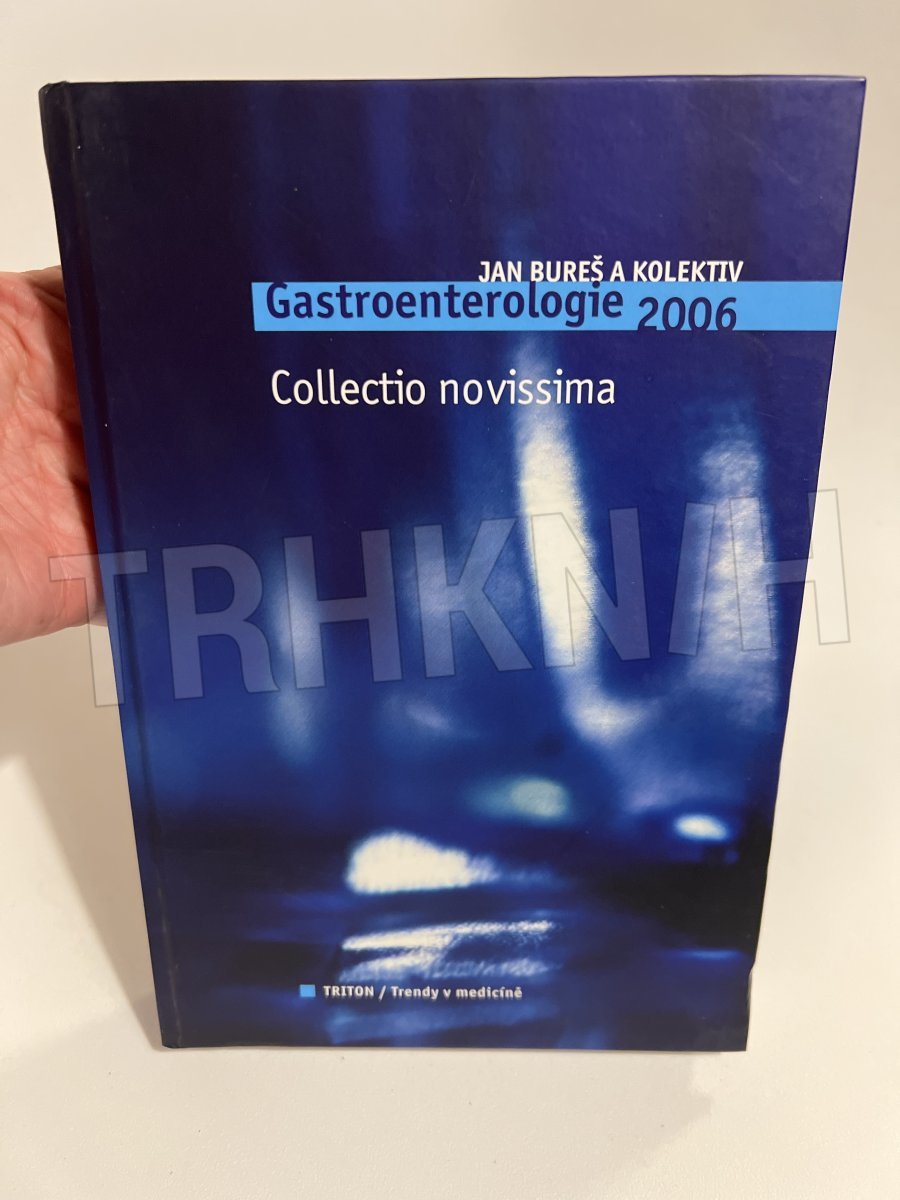 JAN BUREŠ A KOLEKTIV
Gastroenterologie 2006
Collectio novissima
TRHKNIH
TRITON / Trendy v medicíně